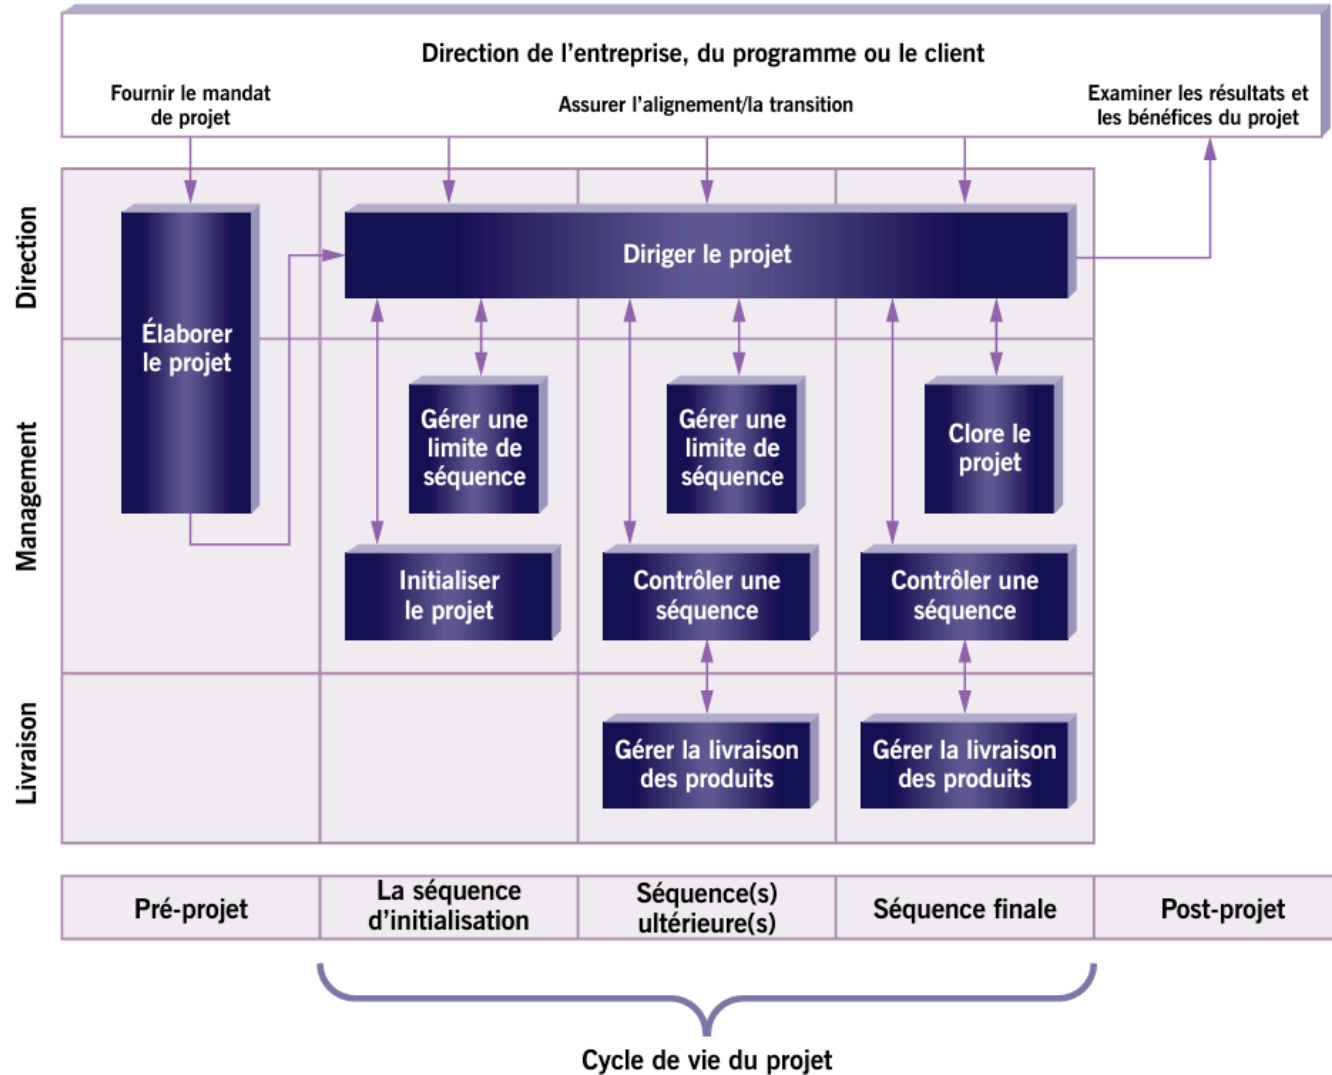 Direction de l’entreprise, du programme ou le client
Fournir le mandat
de projet
Assurer l’alignement/la transition
Examiner les résultats et
les bénéfices du projet
Direction
Élaborer
le projet
Diriger le projet
Management
Gérer une
limite de
séquence
Gérer une
limite de
séquence
Clore le
projet
Initialiser
le projet
Contrôler une
séquence
Contrôler une
séquence
Livraison
Gérer la livraison
des produits
Gérer la livraison
des produits
Pré-projet
La séquence
d’initialisation
Séquence(s)
ultérieure(s)
Séquence finale
Post-projet
Cycle de vie du projet